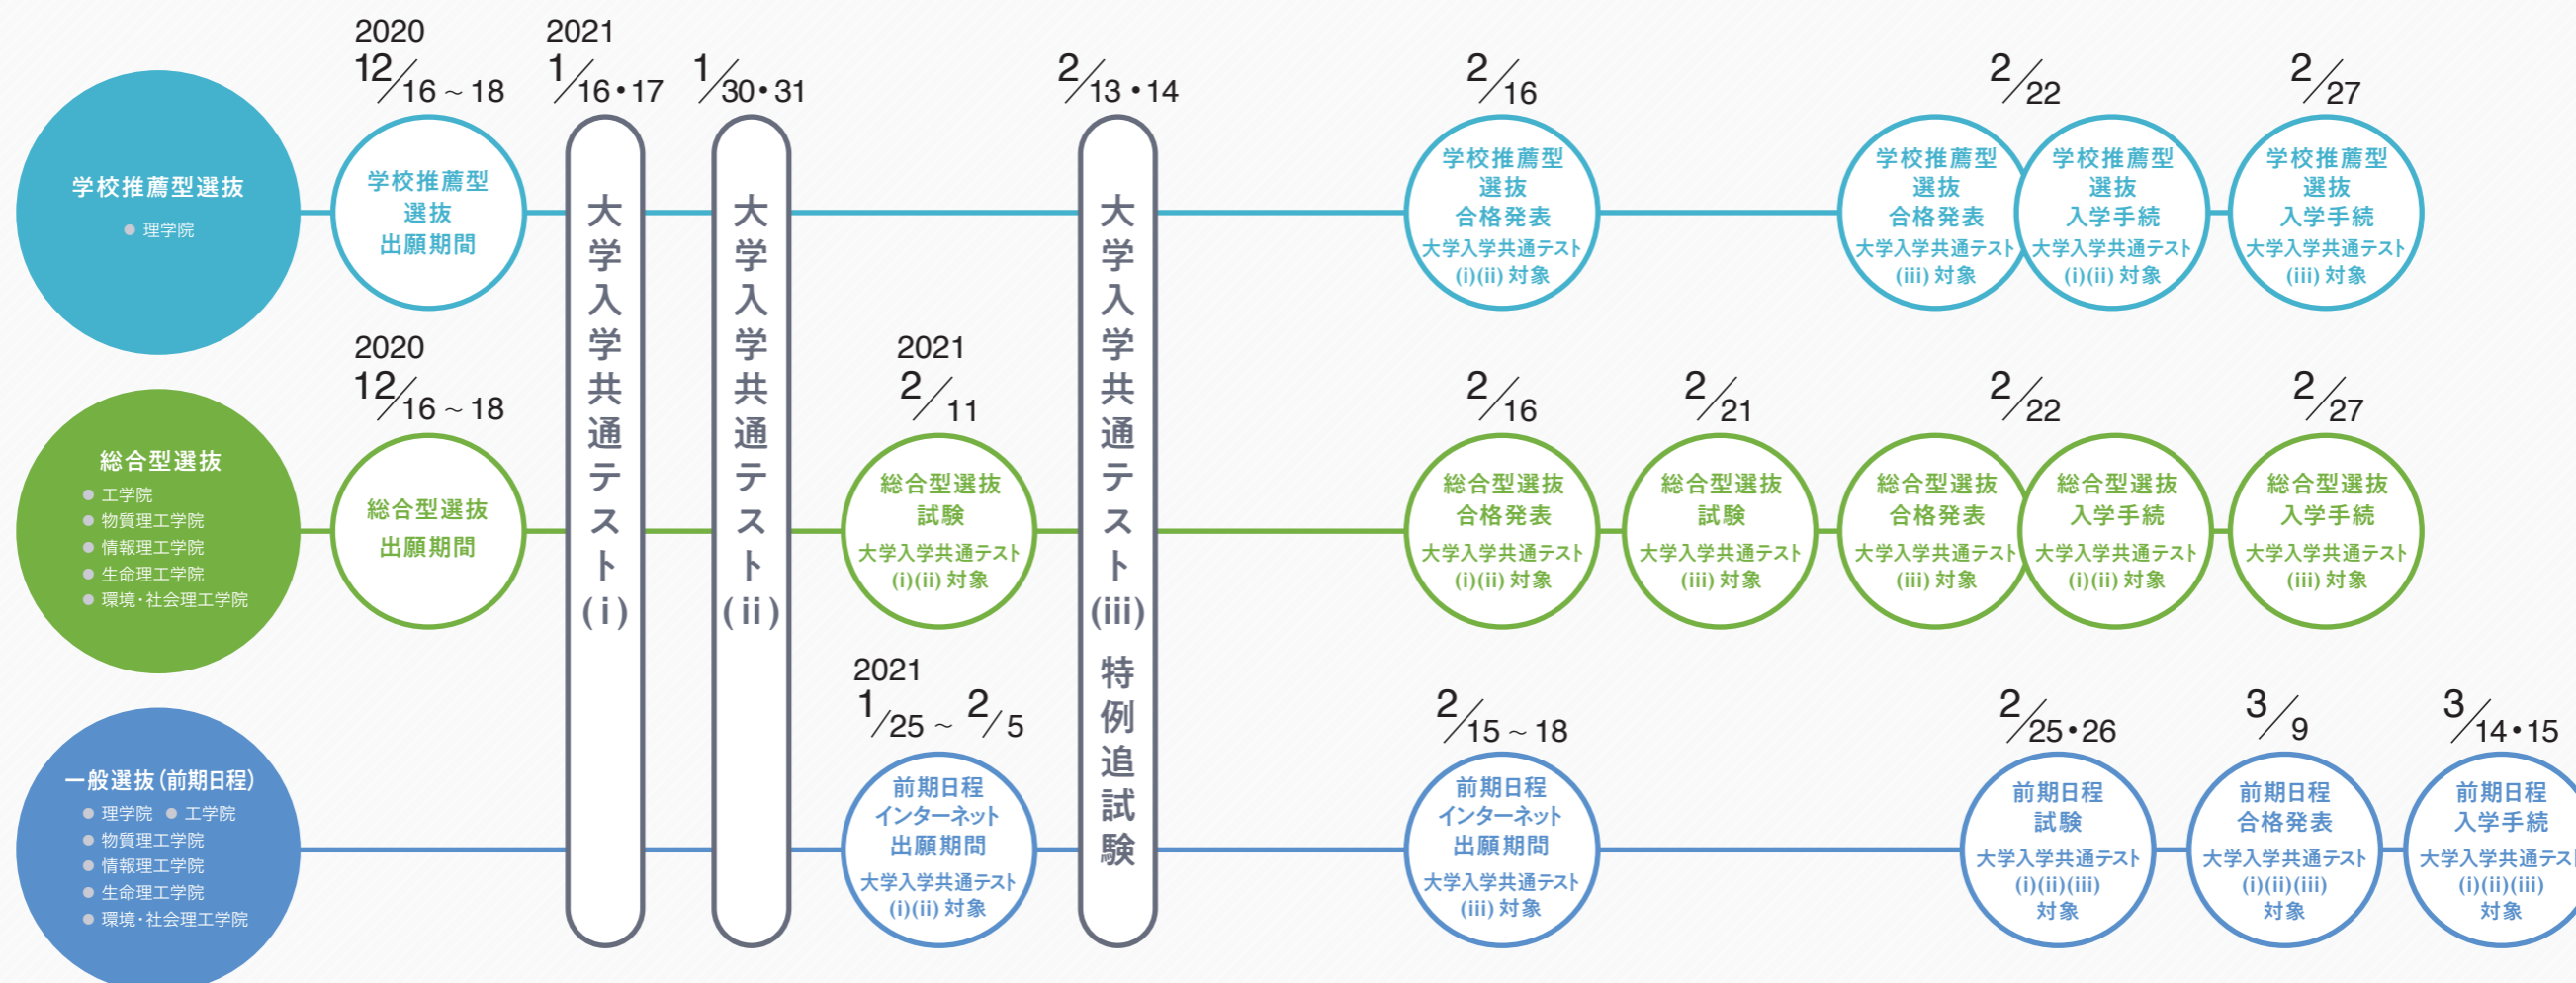 学校推薦型選抜
● 理学院
2020
12/16 ~ 18
学校推薦型
選抜
出願期間
2021
1/16・17
大学入学共通テスト(i)
1/30・31
大学入学共通テスト(ii)
2/13・14
大学入学共通テスト(iii) 特例追試験
2/16
学校推薦型
選抜
合格発表
大学入学共通テスト
(i)(ii) 対象
2/22
学校推薦型
選抜
合格発表
大学入学共通テスト
(iii) 対象
学校推薦型
選抜
入学手続
大学入学共通テスト
(i)(ii) 対象
2/27
学校推薦型
選抜
入学手続
大学入学共通テスト
(iii) 対象
総合型選抜
● 工学院
● 物質理工学院
● 情報理工学院
● 生命理工学院
● 環境・社会理工学院
2020
12/16 ~ 18
総合型選抜
出願期間
2021
2/11
総合型選抜
試験
大学入学共通テスト
(i)(ii) 対象
2/16
総合型選抜
合格発表
大学入学共通テスト
(i)(ii) 対象
2/21
総合型選抜
試験
大学入学共通テスト
(iii) 対象
2/22
総合型選抜
合格発表
大学入学共通テスト
(iii) 対象
総合型選抜
入学手続
大学入学共通テスト
(i)(ii) 対象
2/27
総合型選抜
入学手続
大学入学共通テスト
(iii) 対象
一般選抜(前期日程)
● 理学院 ● 工学院
● 物質理工学院
● 情報理工学院
● 生命理工学院
● 環境・社会理工学院
2021
1/25 ~ 2/5
前期日程
インターネット
出願期間
大学入学共通テスト
(i)(ii) 対象
2/15 ~ 18
前期日程
インターネット
出願期間
大学入学共通テスト
(iii) 対象
2/25・26
前期日程
試験
大学入学共通テスト
(i)(ii)(iii)
対象
3/9
前期日程
合格発表
大学入学共通テスト
(i)(ii)(iii)
対象
3/14・15
前期日程
入学手続
大学入学共通テスト
(i)(ii)(iii)
対象